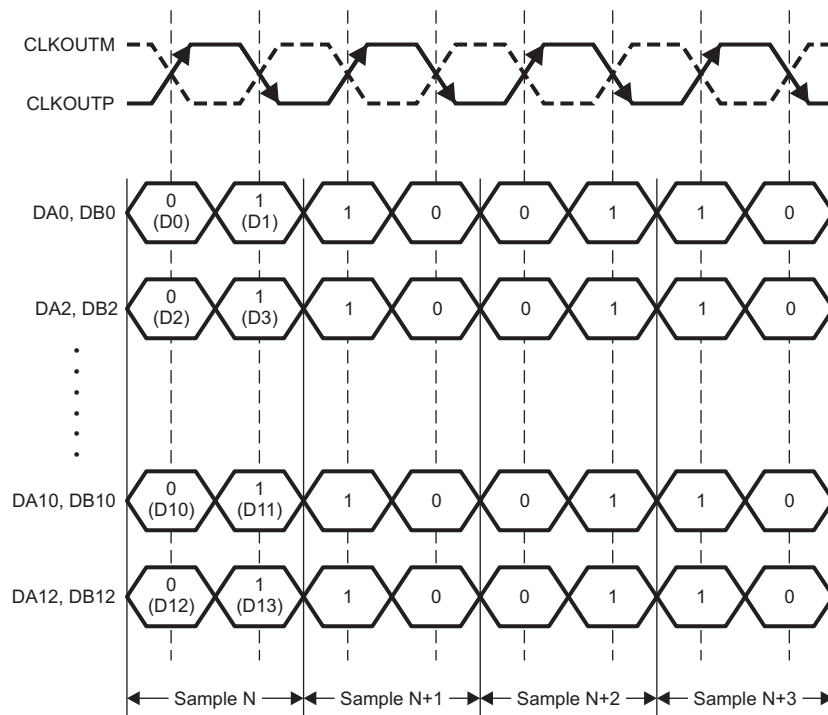 CLKOUTM
CLKOUTP
DA0, DB0
0 (D0) 1 (D1) 1 0 0 1 1 0
DA2, DB2
0 (D2) 1 (D3) 1 0 0 1 1 0
DA10, DB10
0 (D10) 1 (D11) 1 0 0 1 1 0
DA12, DB12
0 (D12) 1 (D13) 1 0 0 1 1 0
Sample N Sample N+1 Sample N+2 Sample N+3